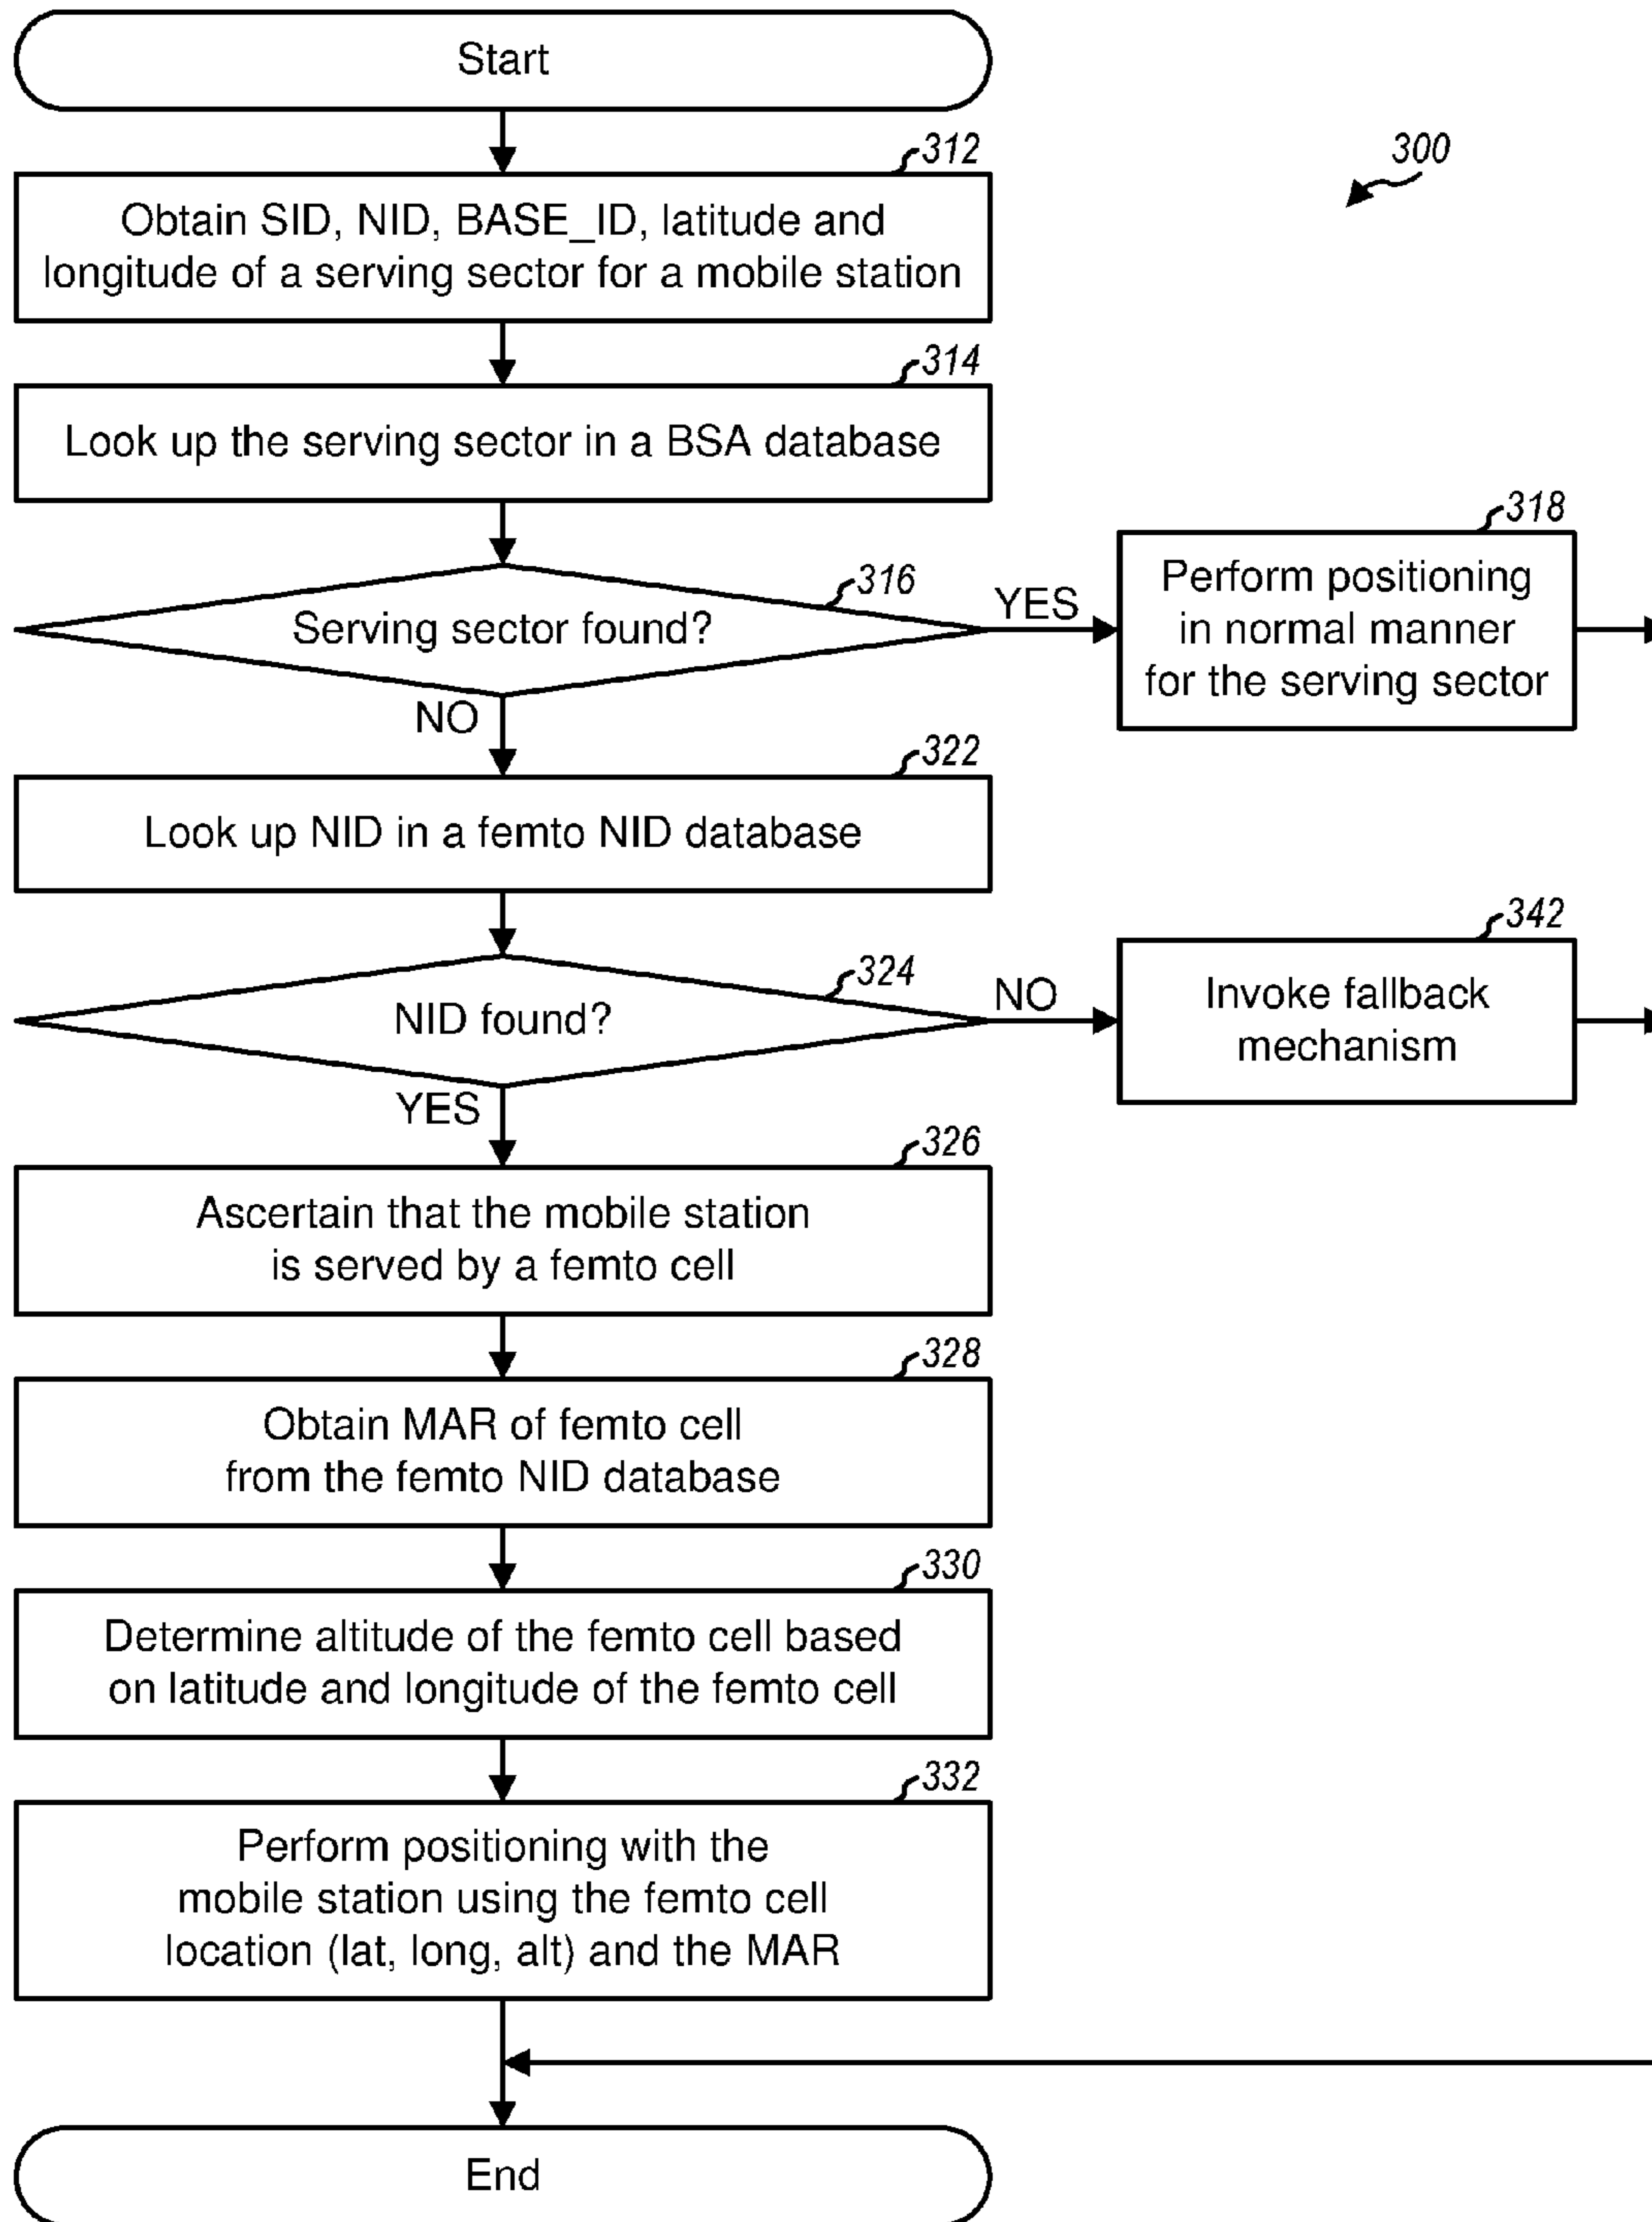 Start
300
312
Obtain SID, NID, BASE_ID, latitude and
longitude of a serving sector for a mobile station
314
Look up the serving sector in a BSA database
316
Serving sector found?
YES
318
Perform positioning
in normal manner
for the serving sector
NO
322
Look up NID in a femto NID database
324
NID found?
NO
342
Invoke fallback
mechanism
YES
326
Ascertain that the mobile station
is served by a femto cell
328
Obtain MAR of femto cell
from the femto NID database
330
Determine altitude of the femto cell based
on latitude and longitude of the femto cell
332
Perform positioning with the
mobile station using the femto cell
location (lat, long, alt) and the MAR
End